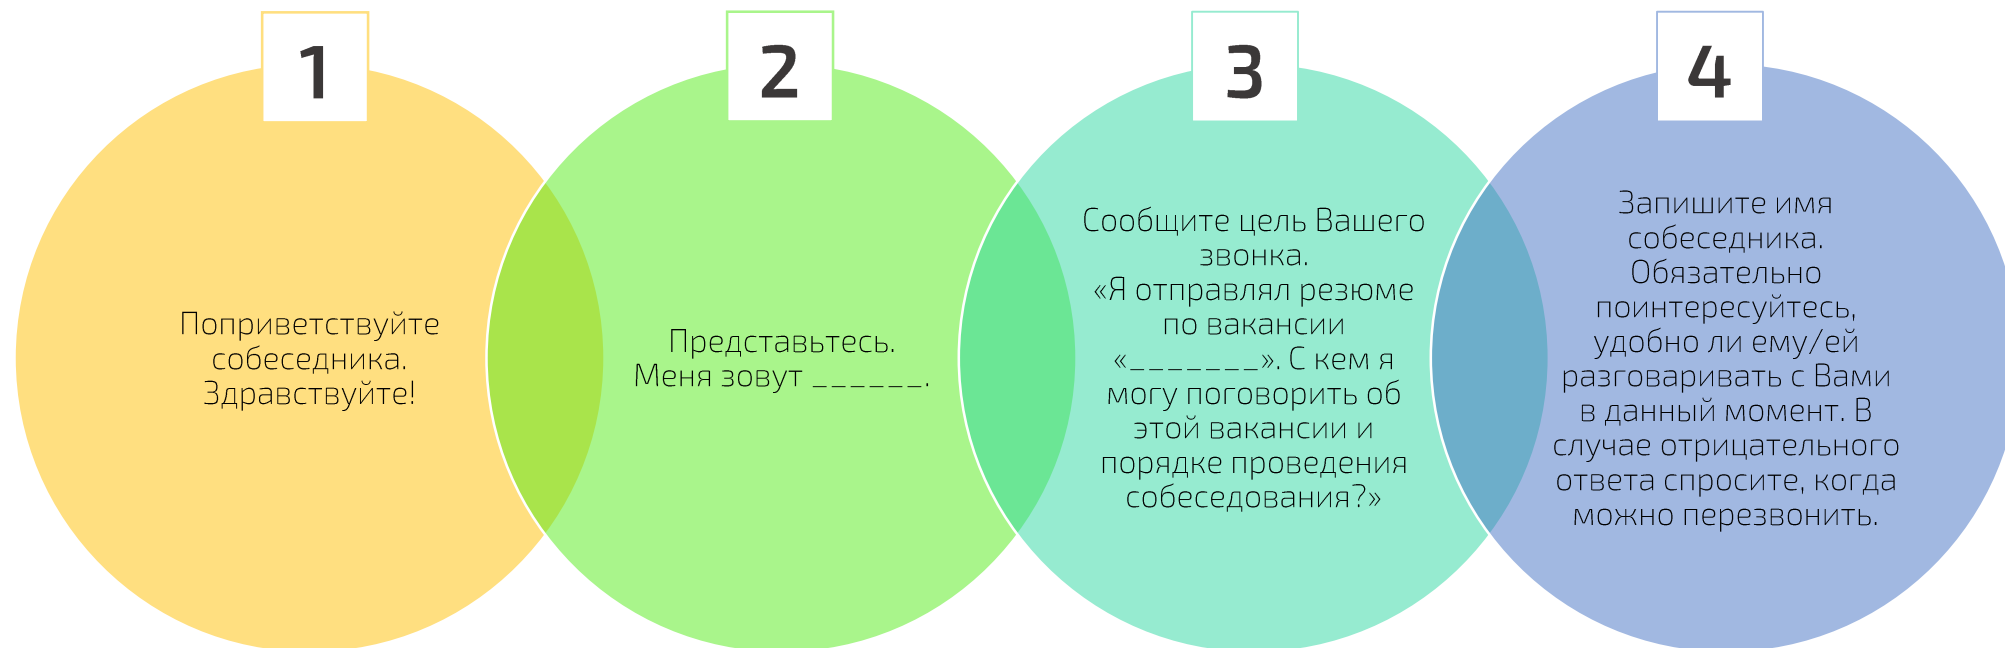 1
Поприветствуйте
собеседника.
Здравствуйте!
2
Представьтесь.
Меня зовут ______.
3
Сообщите цель Вашего
звонка.
«Я отправлял резюме
по вакансии
«_______». С кем я
могу поговорить об
этой вакансии и
порядке проведения
собеседования?»
4
Запишите имя
собеседника.
Обязательно
поинтересуйтесь,
удобно ли ему/ей
разговаривать с Вами
в данный момент. В
случае отрицательного
ответа спросите, когда
можно перезвонить.